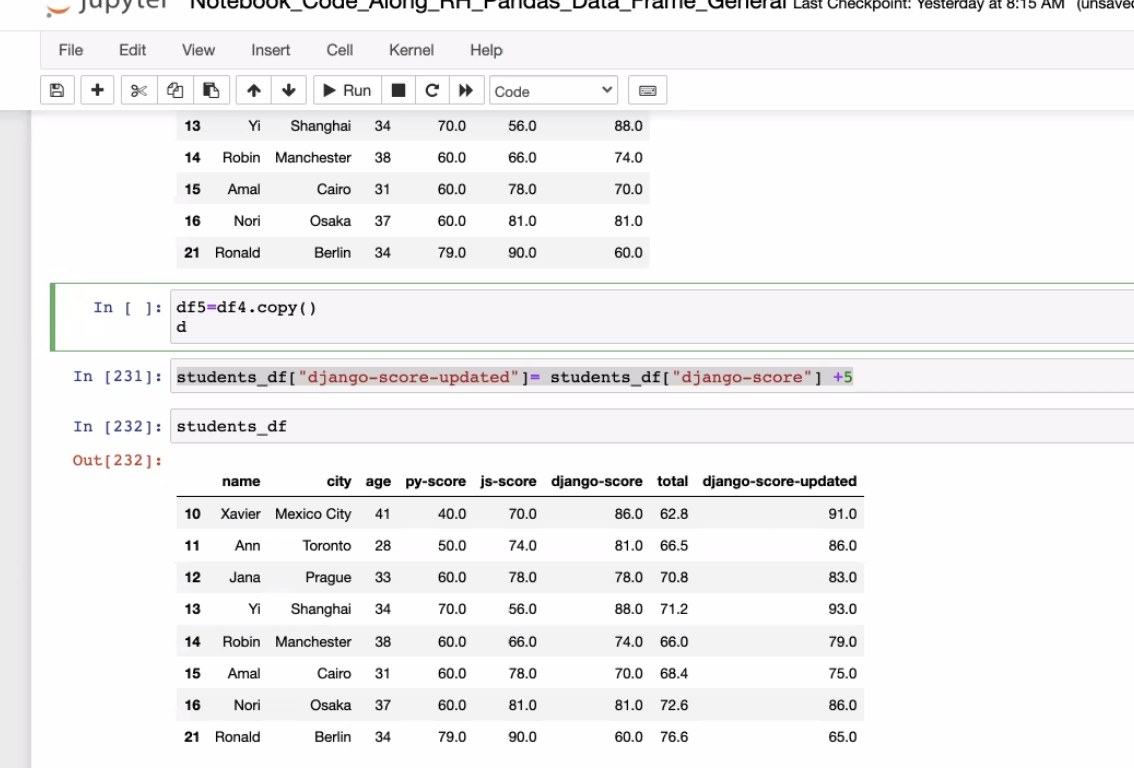 jupyter Notebook_Code_Along_RH_Pandas_Data_Frame_General Last Checkpoint: Yesterday at 8:15 AM (unsaved
File Edit View Insert Cell Kernel Help
Run Code
13 Yi Shanghai 34 70.0 56.0 88.0
14 Robin Manchester 38 60.0 66.0 74.0
15 Amal Cairo 31 60.0 78.0 70.0
16 Nori Osaka 37 60.0 81.0 81.0
21 Ronald Berlin 34 79.0 90.0 60.0
In [ ]: df5=df4.copy()
d
In [231]: students_df["django-score-updated"]= students_df["django-score"] +5
In [232]: students_df
Out[232]:
name city age py-score js-score django-score total django-score-updated
10 Xavier Mexico City 41 40.0 70.0 86.0 62.8 91.0
11 Ann Toronto 28 50.0 74.0 81.0 66.5 86.0
12 Jana Prague 33 60.0 78.0 78.0 70.8 83.0
13 Yi Shanghai 34 70.0 56.0 88.0 71.2 93.0
14 Robin Manchester 38 60.0 66.0 74.0 66.0 79.0
15 Amal Cairo 31 60.0 78.0 70.0 68.4 75.0
16 Nori Osaka 37 60.0 81.0 81.0 72.6 86.0
21 Ronald Berlin 34 79.0 90.0 60.0 76.6 65.0